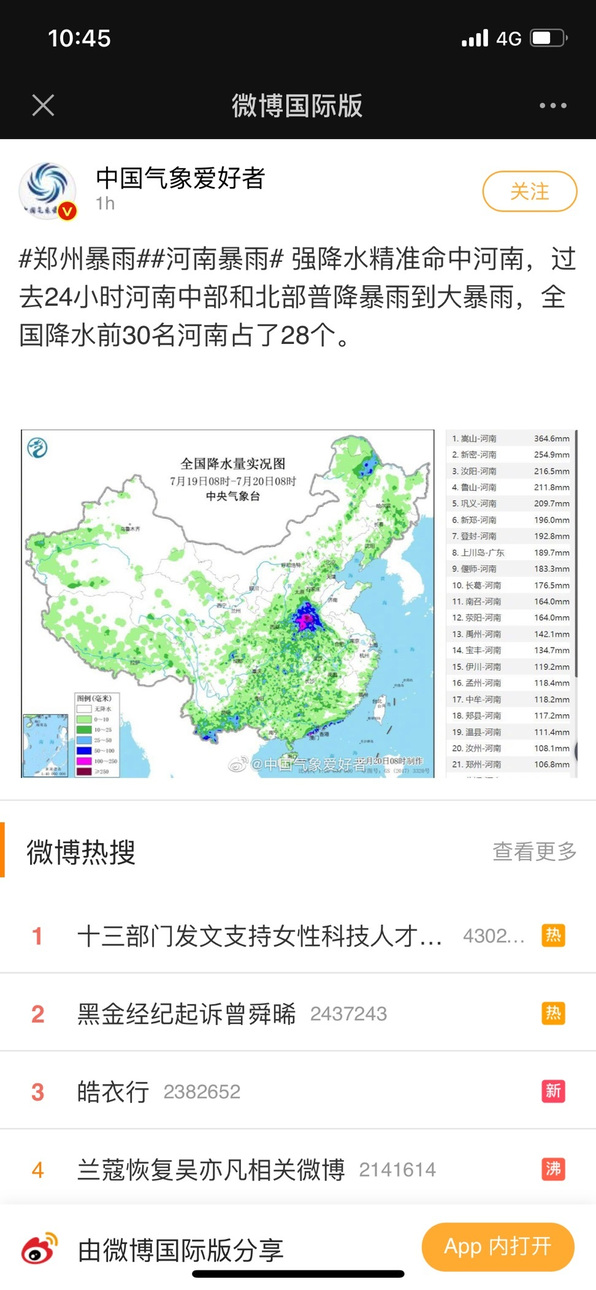 10:45
4G
微博国际版
中国气象爱好者
1h
关注
#郑州暴雨##河南暴雨# 强降水精准命中河南，过
去24小时河南中部和北部普降暴雨到大暴雨，全
国降水前30名河南占了28个。
全国降水量实况图
7月19日08时-7月20日08时
中央气象台
图例(毫米)
无降水
0~10
10~25
25~50
50~100
100~250
≥250
@中国气象爱好者
1. 嵩山-河南 364.6mm
2. 新密-河南 254.9mm
3. 汝阳-河南 216.5mm
4. 鲁山-河南 211.8mm
5. 巩义-河南 209.7mm
6. 新郑-河南 196.0mm
7. 登封-河南 192.8mm
8. 上川岛-广东 189.7mm
9. 偃师-河南 183.3mm
10. 长葛-河南 176.5mm
11. 南召-河南 164.0mm
12. 荥阳-河南 164.0mm
13. 禹州-河南 142.1mm
14. 宝丰-河南 134.7mm
15. 伊川-河南 119.2mm
16. 孟州-河南 118.4mm
17. 中牟-河南 118.2mm
18. 郏县-河南 117.2mm
19. 温县-河南 111.4mm
20. 汝州-河南 108.1mm
21. 郑州-河南 106.8mm
微博热搜
查看更多
1 十三部门发文支持女性科技人才… 4302… 热
2 黑金经纪起诉曾舜晞 2437243 热
3 皓衣行 2382652 新
4 兰蔻恢复吴亦凡相关微博 2141614 沸
由微博国际版分享
App 内打开